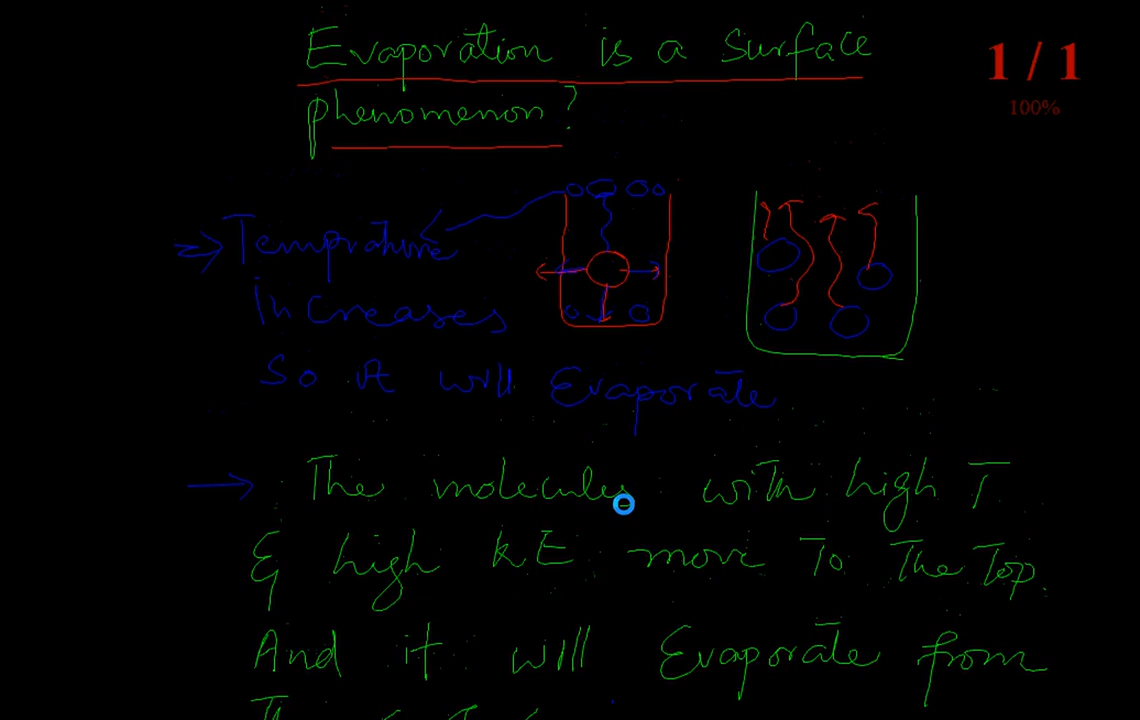 Evaporation is a Surface
1 / 1
phenomenon?
100%
Temprature
Increases
So it will Evaporate
The molecules with high T
& high KE move To The Top.
And it will Evaporate from